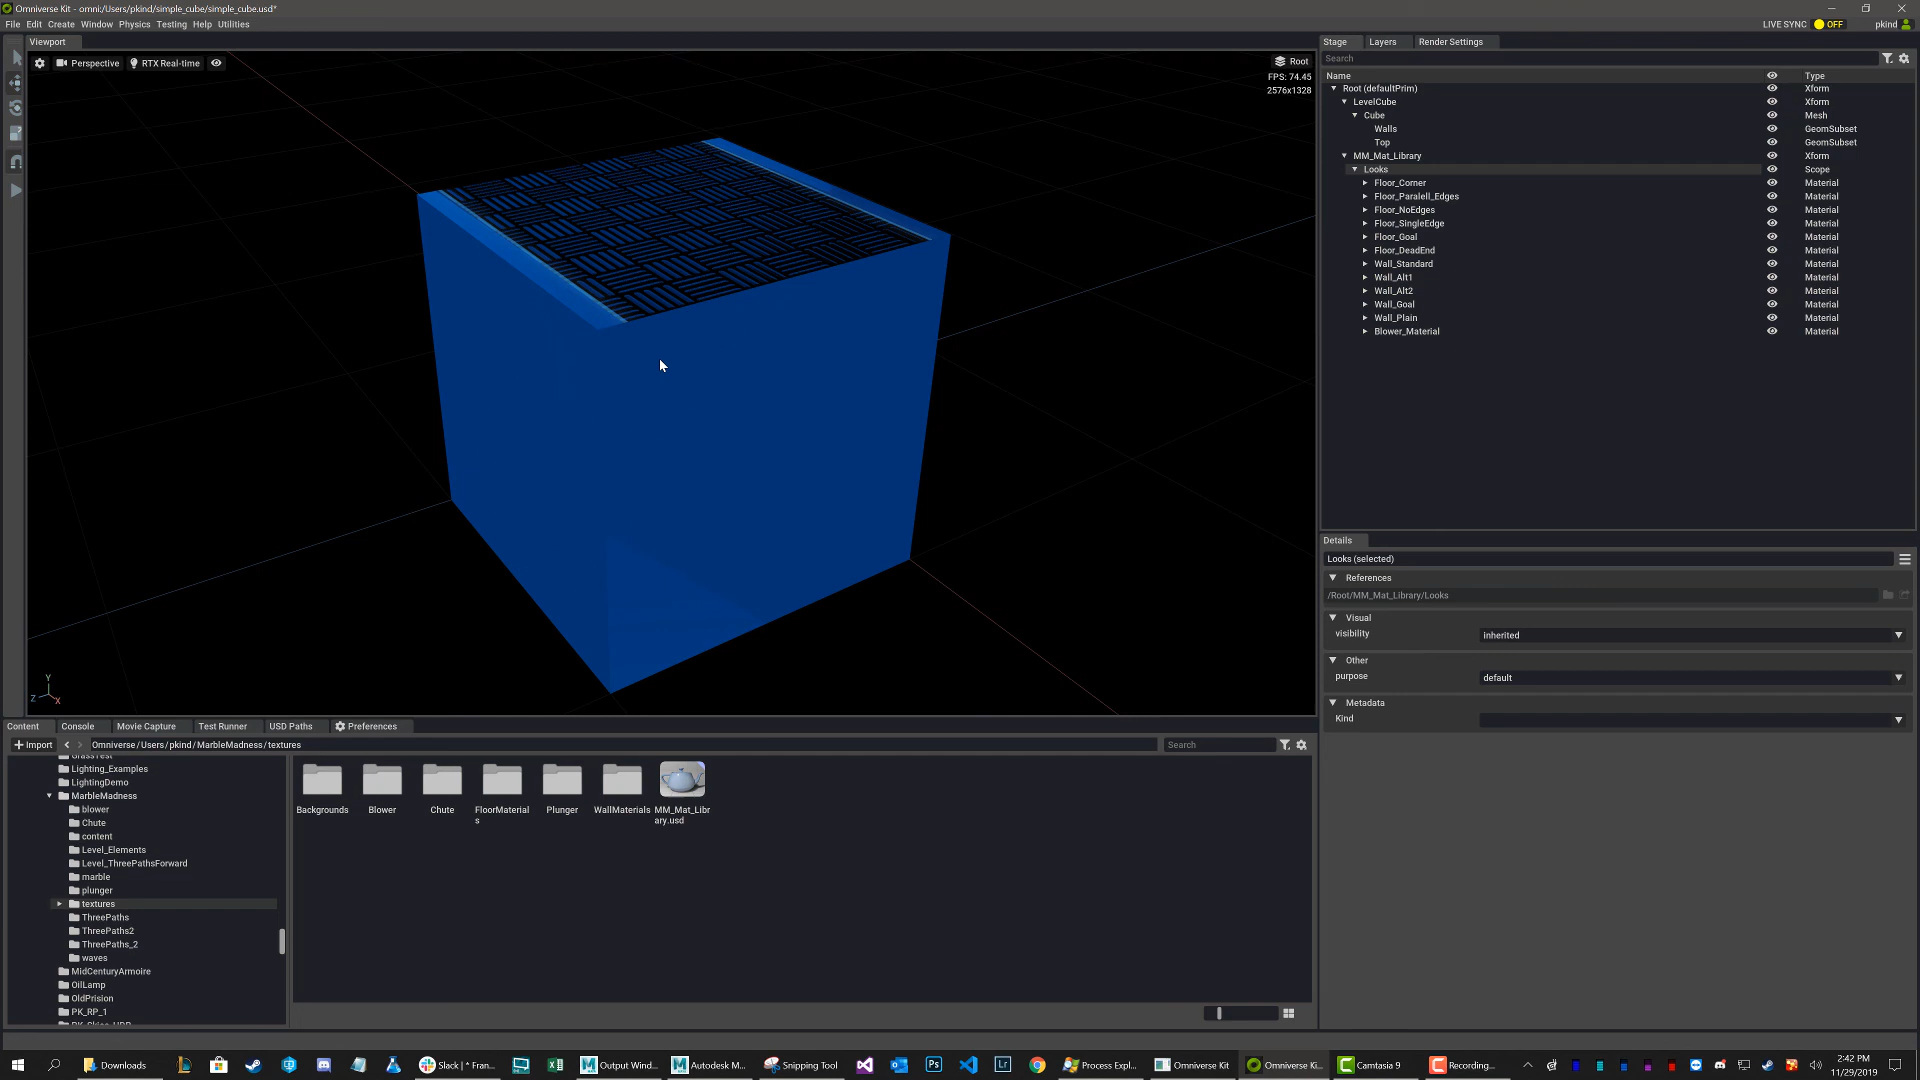 Omniverse Kit - omni:/Users/pkind/simple_cube/simple_cube.usd*
File Edit Create Window Physics Testing Help Utilities
LIVE SYNC OFF pkind
Viewport
Perspective RTX Real-time
Root
FPS: 74.45
2576x1328
Y
Z X
Stage Layers Render Settings
Search
Name Type
Root (defaultPrim) Xform
LevelCube Xform
Cube Mesh
Walls GeomSubset
Top GeomSubset
MM_Mat_Library Xform
Looks Scope
Floor_Corner Material
Floor_Paralell_Edges Material
Floor_NoEdges Material
Floor_SingleEdge Material
Floor_Goal Material
Floor_DeadEnd Material
Wall_Standard Material
Wall_Alt1 Material
Wall_Alt2 Material
Wall_Goal Material
Wall_Plain Material
Blower_Material Material
Details
Looks (selected)
References
/Root/MM_Mat_Library/Looks
Visual
visibility inherited
Other
purpose default
Metadata
Kind
Content Console Movie Capture Test Runner USD Paths Preferences
+ Import Omniverse/Users/pkind/MarbleMadness/textures Search
Lighting_Examples
LightingDemo
MarbleMadness
blower
Chute
content
Level_Elements
Level_ThreePathsForward
marble
plunger
textures
ThreePaths
ThreePaths2
ThreePaths_2
waves
MidCenturyArmoire
OilLamp
OldPrision
PK_RP_1
Backgrounds Blower Chute FloorMaterial Plunger WallMaterials MM_Mat_Libr
s ary.usd
Downloads Slack | * Fran... Output Wind... Autodesk M... Snipping Tool Process Expl... Omniverse Kit Omniverse Ki... Camtasia 9 Recording...
2:42 PM
11/29/2019